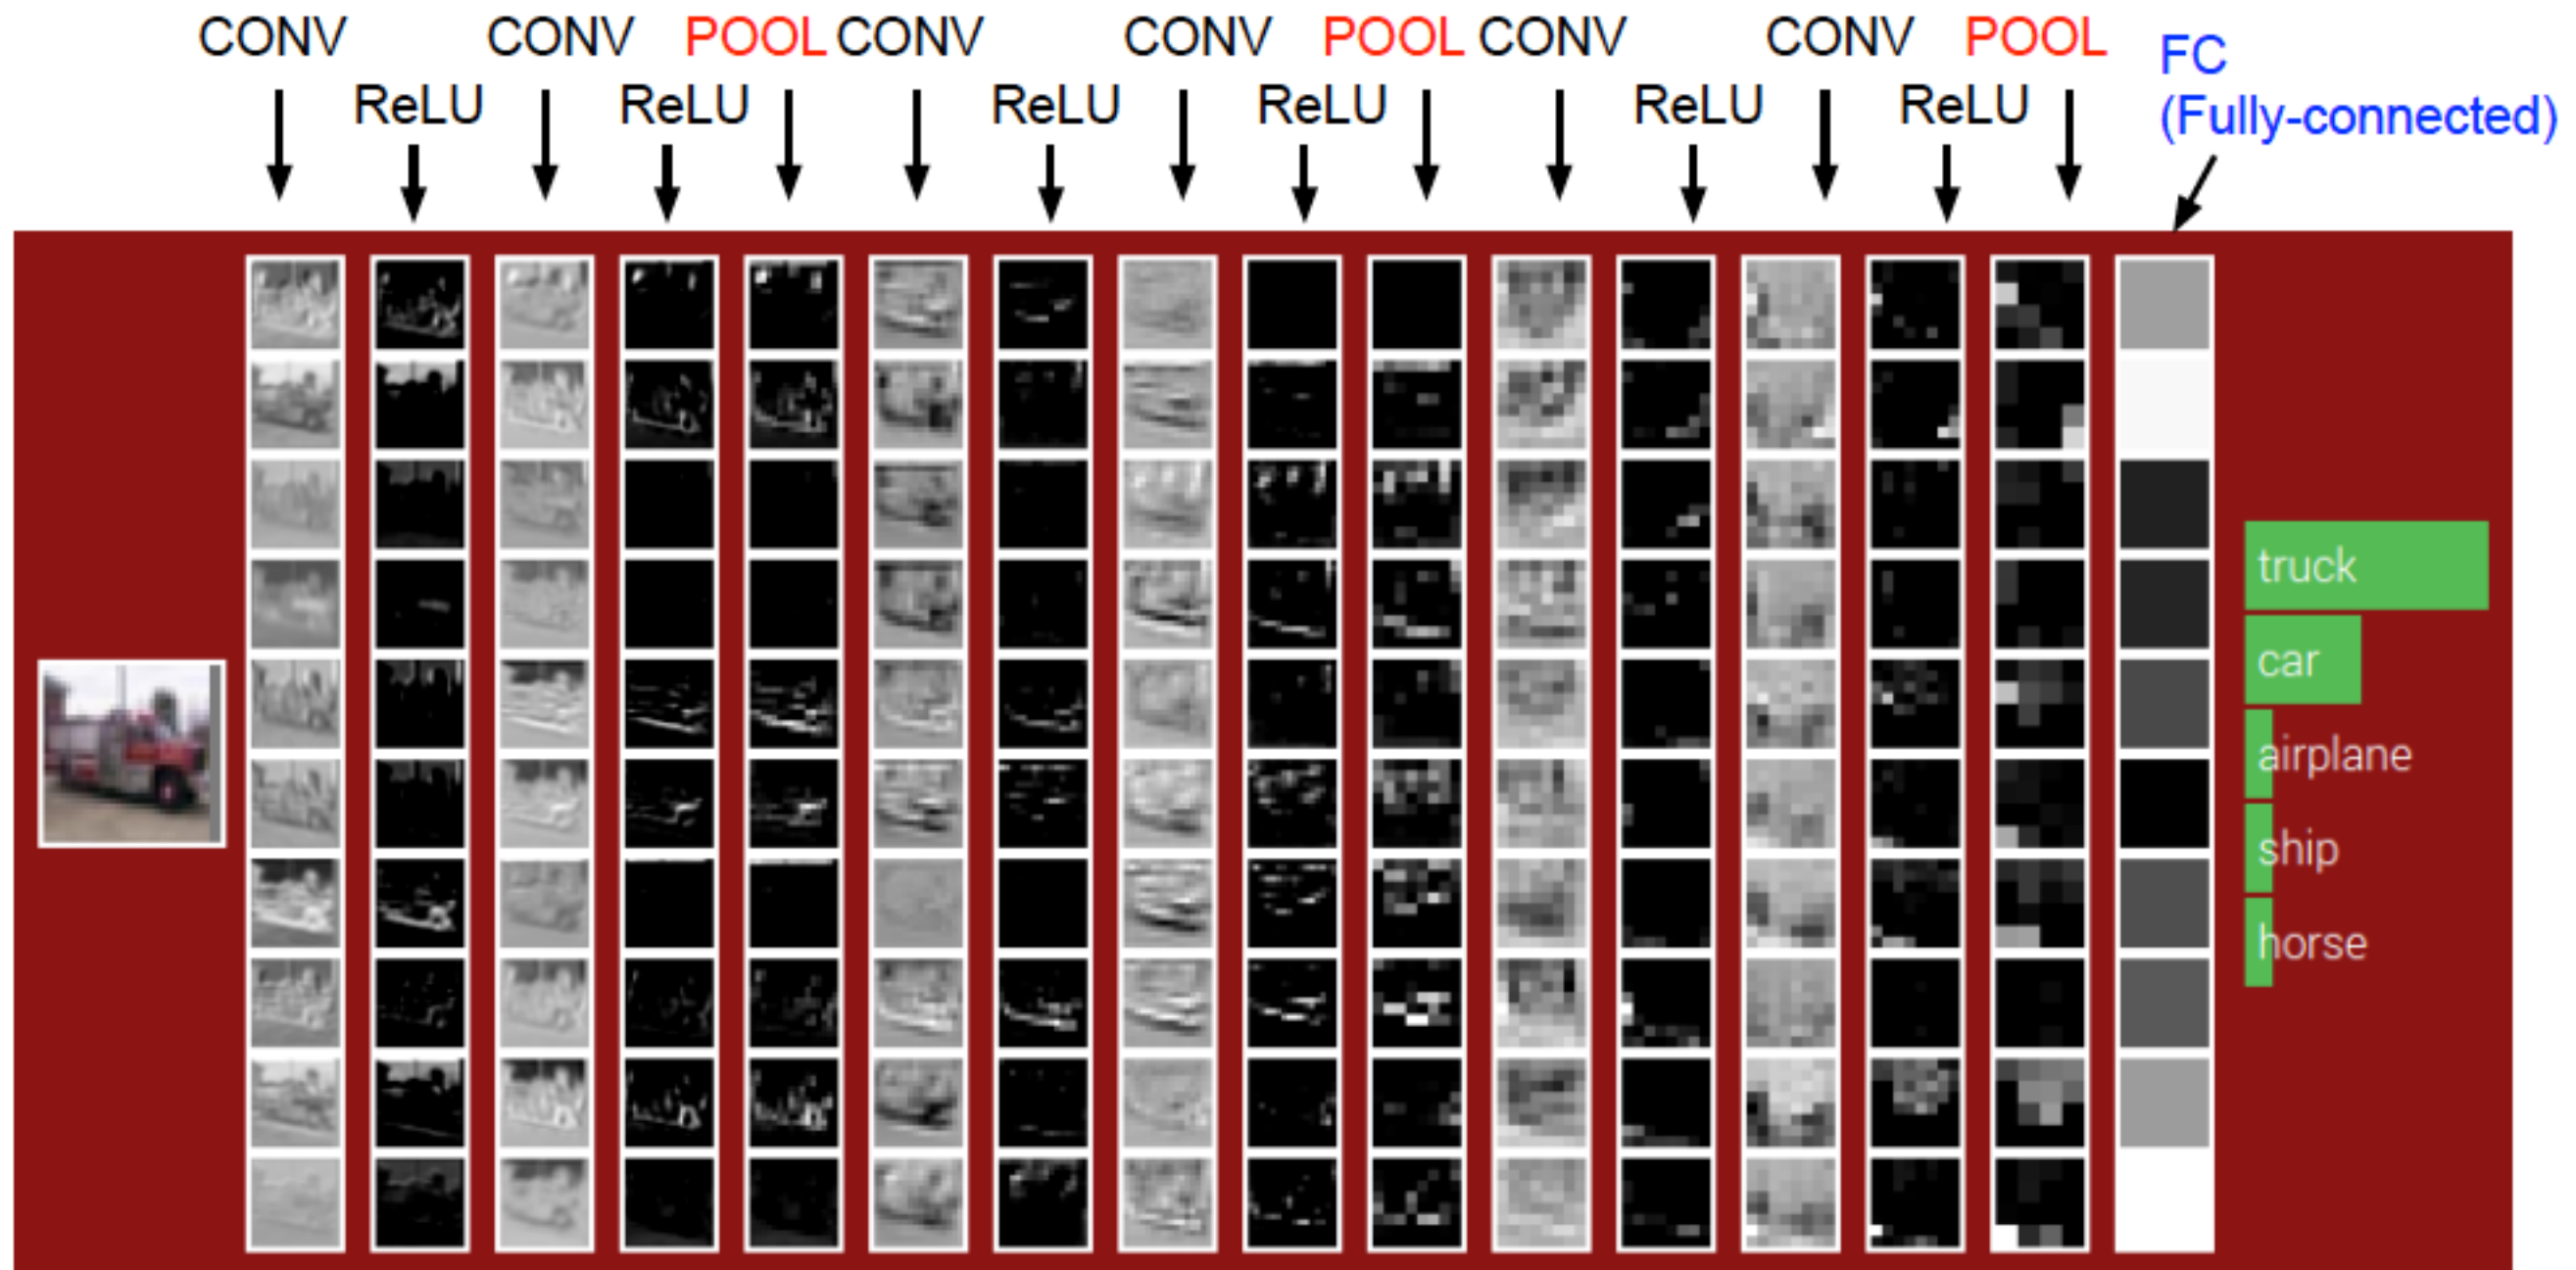 CONV CONV POOL CONV CONV POOL CONV CONV POOL
ReLU ReLU ReLU ReLU ReLU ReLU
FC
(Fully-connected)
truck
car
airplane
ship
horse